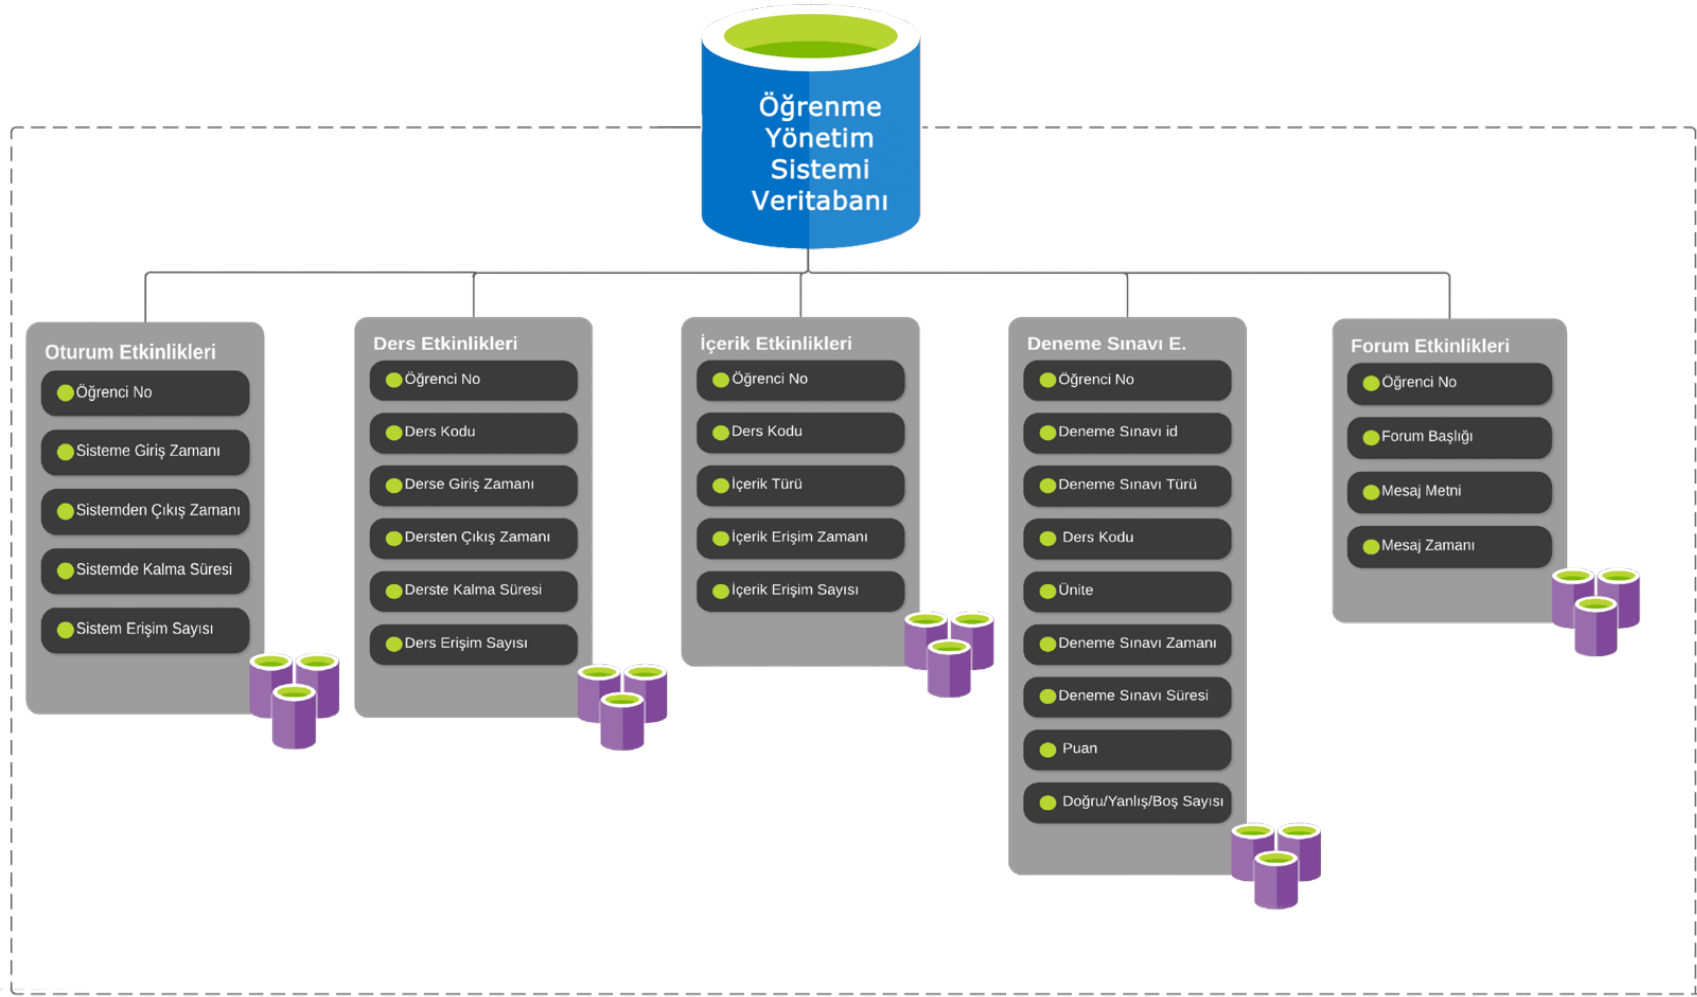 Öğrenme
Yönetim
Sistemi
Veritabanı
Oturum Etkinlikleri
Öğrenci No
Sisteme Giriş Zamanı
Sistemden Çıkış Zamanı
Sistemde Kalma Süresi
Sistem Erişim Sayısı
Ders Etkinlikleri
Öğrenci No
Ders Kodu
Derse Giriş Zamanı
Dersten Çıkış Zamanı
Derste Kalma Süresi
Ders Erişim Sayısı
İçerik Etkinlikleri
Öğrenci No
Ders Kodu
İçerik Türü
İçerik Erişim Zamanı
İçerik Erişim Sayısı
Deneme Sınavı E.
Öğrenci No
Deneme Sınavı id
Deneme Sınavı Türü
Ders Kodu
Ünite
Deneme Sınavı Zamanı
Deneme Sınavı Süresi
Puan
Doğru/Yanlış/Boş Sayısı
Forum Etkinlikleri
Öğrenci No
Forum Başlığı
Mesaj Metni
Mesaj Zamanı